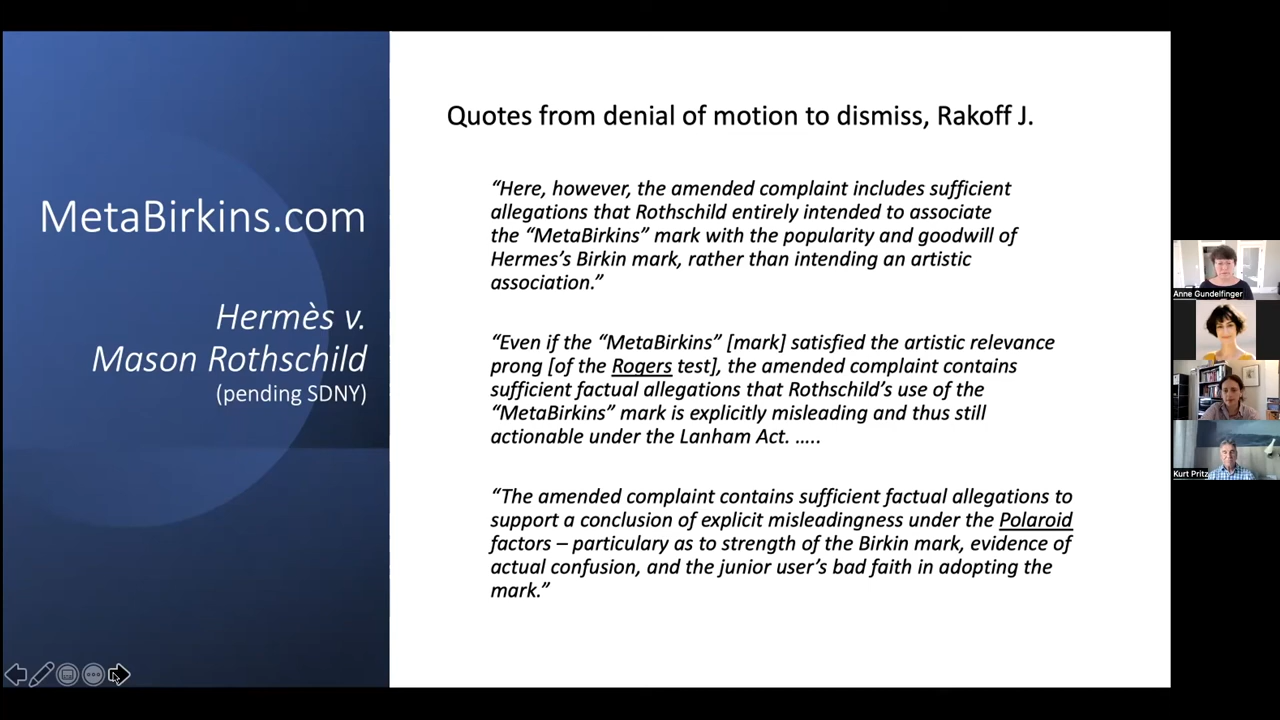 MetaBirkins.com
Hermès v.
Mason Rothschild
(pending SDNY)
Quotes from denial of motion to dismiss, Rakoff J.
“Here, however, the amended complaint includes sufficient
allegations that Rothschild entirely intended to associate
the “MetaBirkins” mark with the popularity and goodwill of
Hermes’s Birkin mark, rather than intending an artistic
association.”
“Even if the “MetaBirkins” [mark] satisfied the artistic relevance
prong [of the Rogers test], the amended complaint contains
sufficient factual allegations that Rothschild’s use of the
“MetaBirkins” mark is explicitly misleading and thus still
actionable under the Lanham Act. …..
“The amended complaint contains sufficient factual allegations to
support a conclusion of explicit misleadingness under the Polaroid
factors – particulary as to strength of the Birkin mark, evidence of
actual confusion, and the junior user’s bad faith in adopting the
mark.”
Anne Gundelfinger
Kurt Pritz